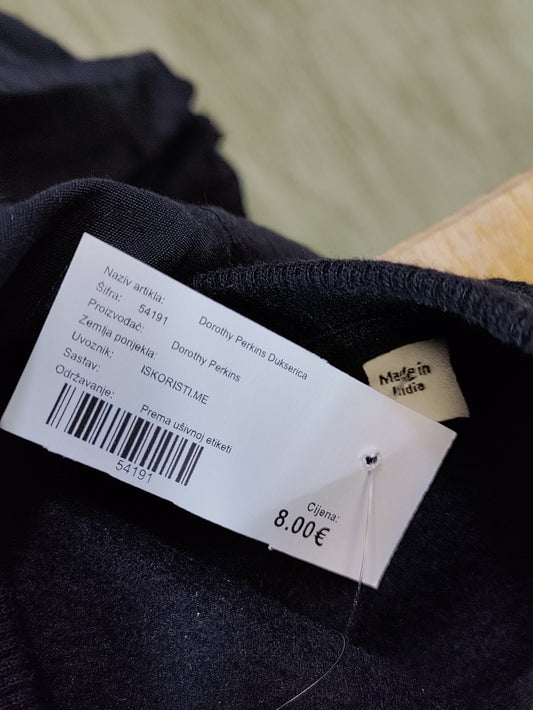 Naziv artikla: Dorothy Perkins Dukserica
Šifra: 54191
Proizvođač: Dorothy Perkins
Zemlja porijekla:
Uvoznik: ISKORISTI.ME
Sastav:
Održavanje: Prema ušivnoj etiketi
54191
Cijena:
8.00€
Made in
India